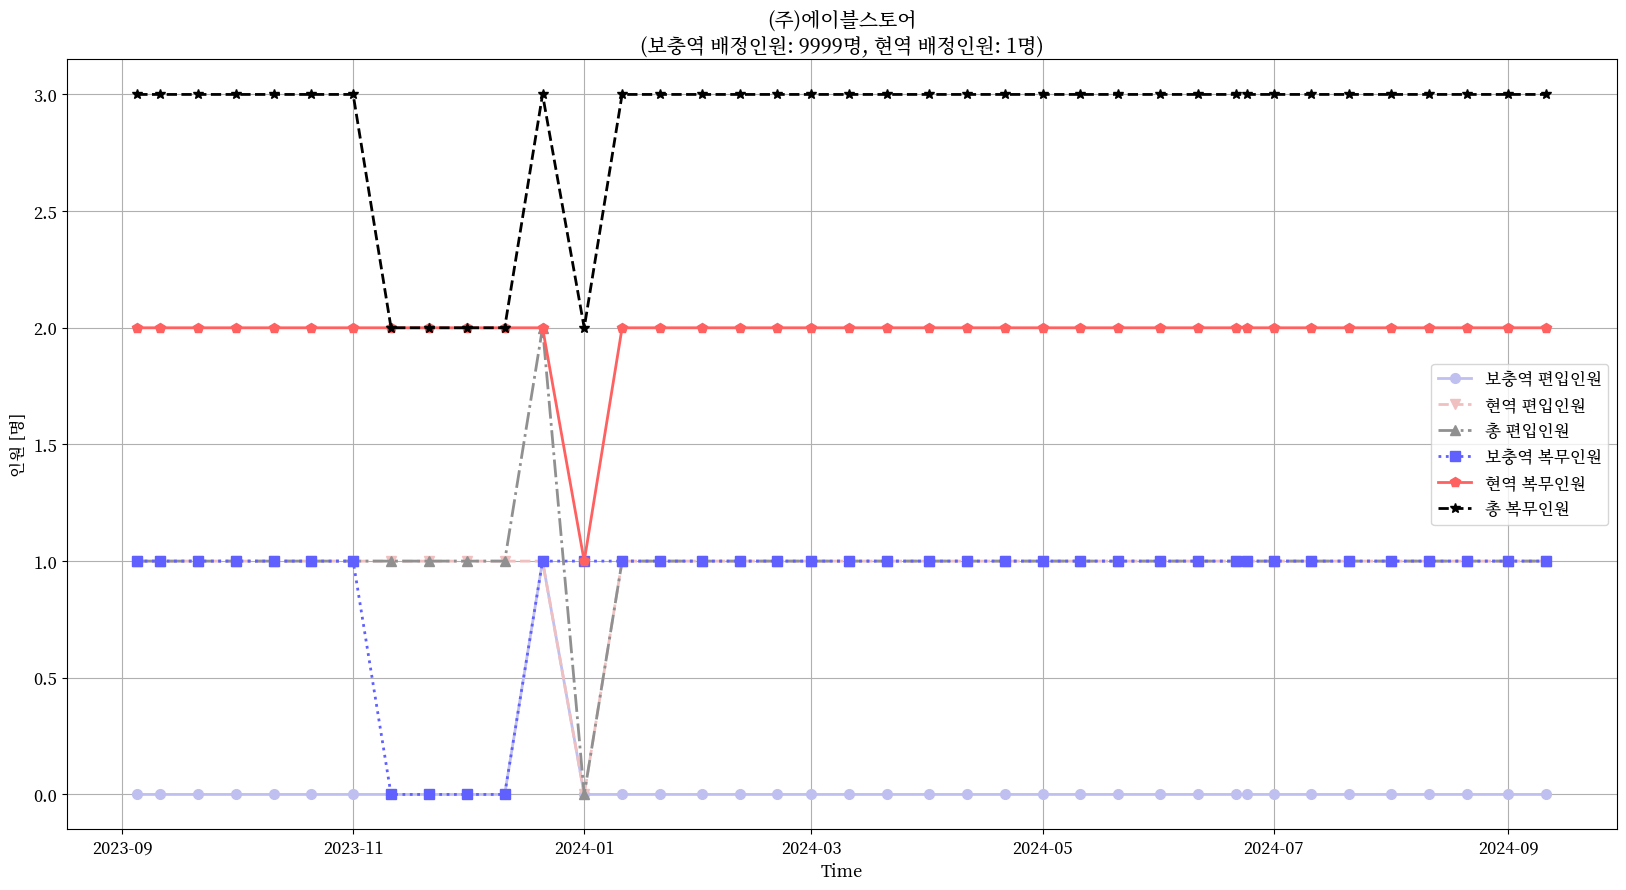 (주)에이블스토어
(보충역 배정인원: 9999명, 현역 배정인원: 1명)
3.0
2.5
2.0
1.5
1.0
0.5
0.0
인원 [명]
보충역 편입인원
현역 편입인원
총 편입인원
보충역 복무인원
현역 복무인원
총 복무인원
2023-09
2023-11
2024-01
2024-03
2024-05
2024-07
2024-09
Time